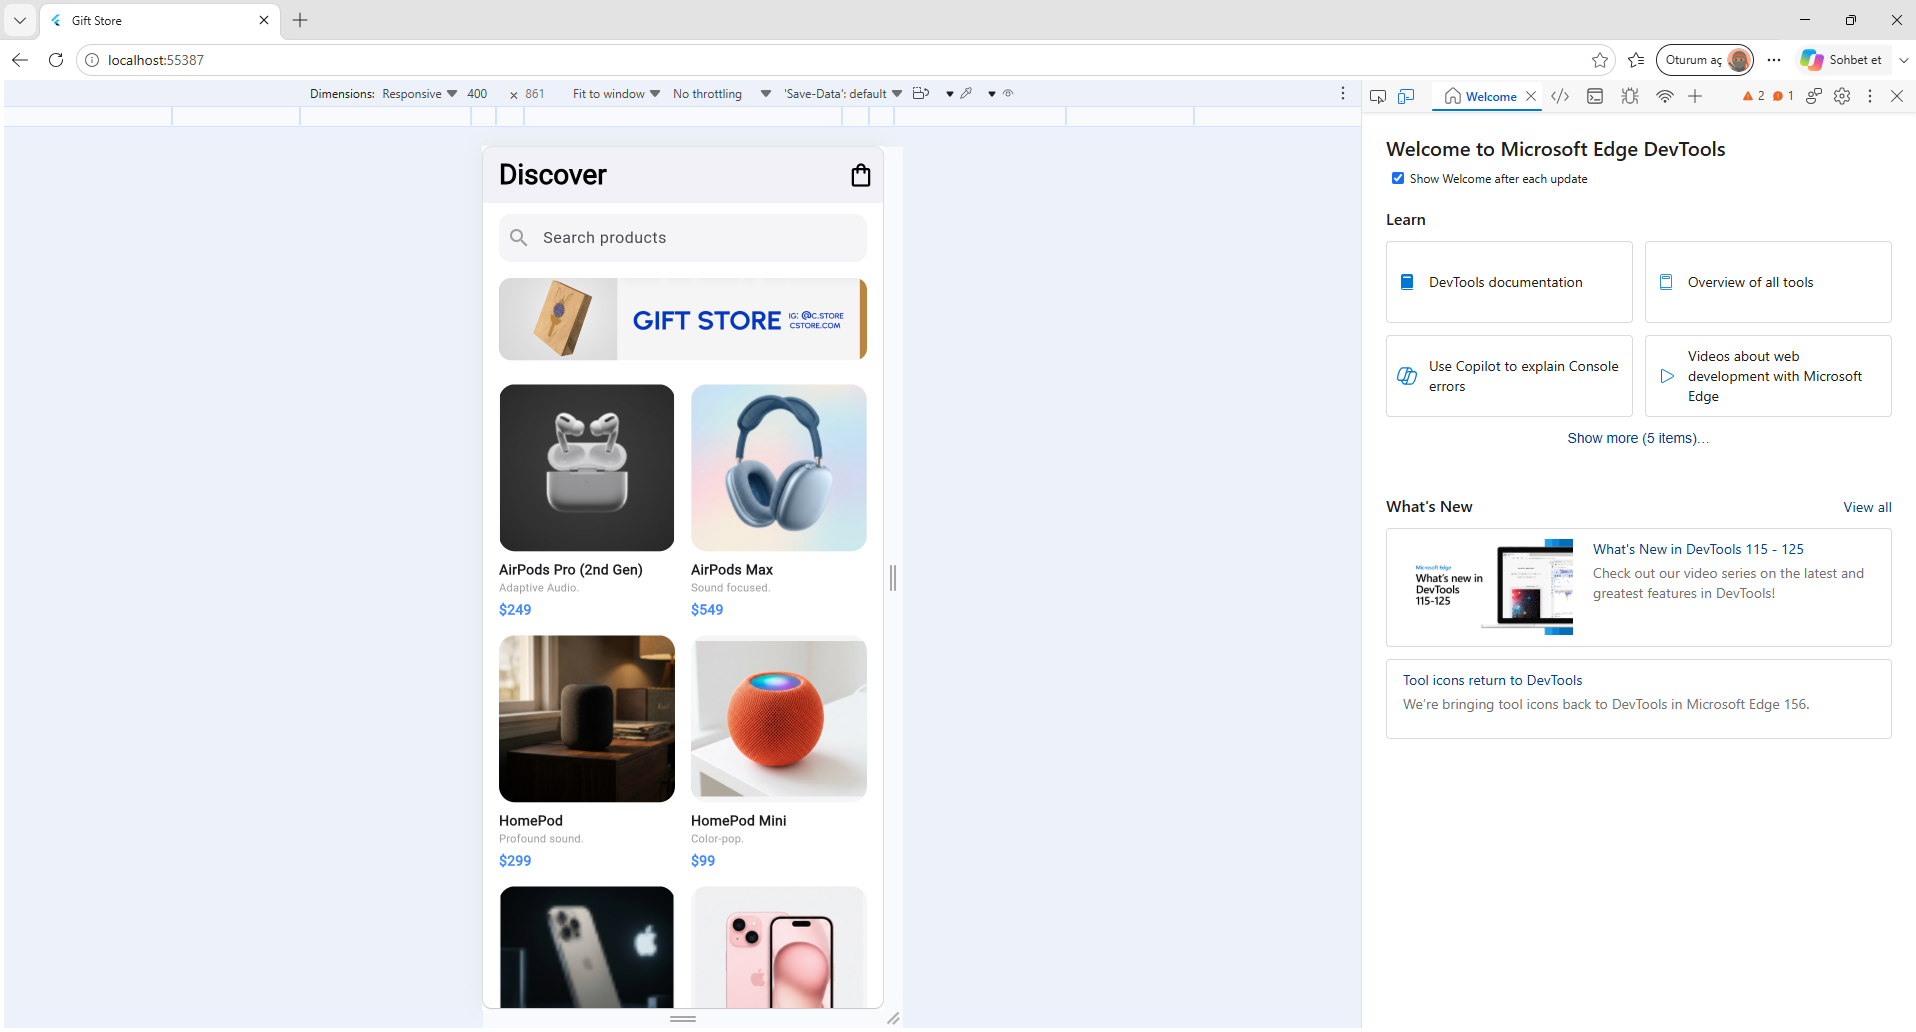 Gift Store
localhost:55387
Oturum aç
Sohbet et
Dimensions: Responsive 400 × 861 Fit to window No throttling 'Save-Data': default
Welcome
2 1
Discover
Search products
GIFT STORE
IG: @C.STORE
CSTORE.COM
AirPods Pro (2nd Gen)
Adaptive Audio.
$249
AirPods Max
Sound focused.
$549
HomePod
Profound sound.
$299
HomePod Mini
Color-pop.
$99
Welcome to Microsoft Edge DevTools
Show Welcome after each update
Learn
DevTools documentation
Overview of all tools
Use Copilot to explain Console
errors
Videos about web
development with Microsoft
Edge
Show more (5 items)...
What's New
View all
Microsoft Edge
What's new in
DevTools
115-125
What's New in DevTools 115 - 125
Check out our video series on the latest and
greatest features in DevTools!
Tool icons return to DevTools
We're bringing tool icons back to DevTools in Microsoft Edge 156.